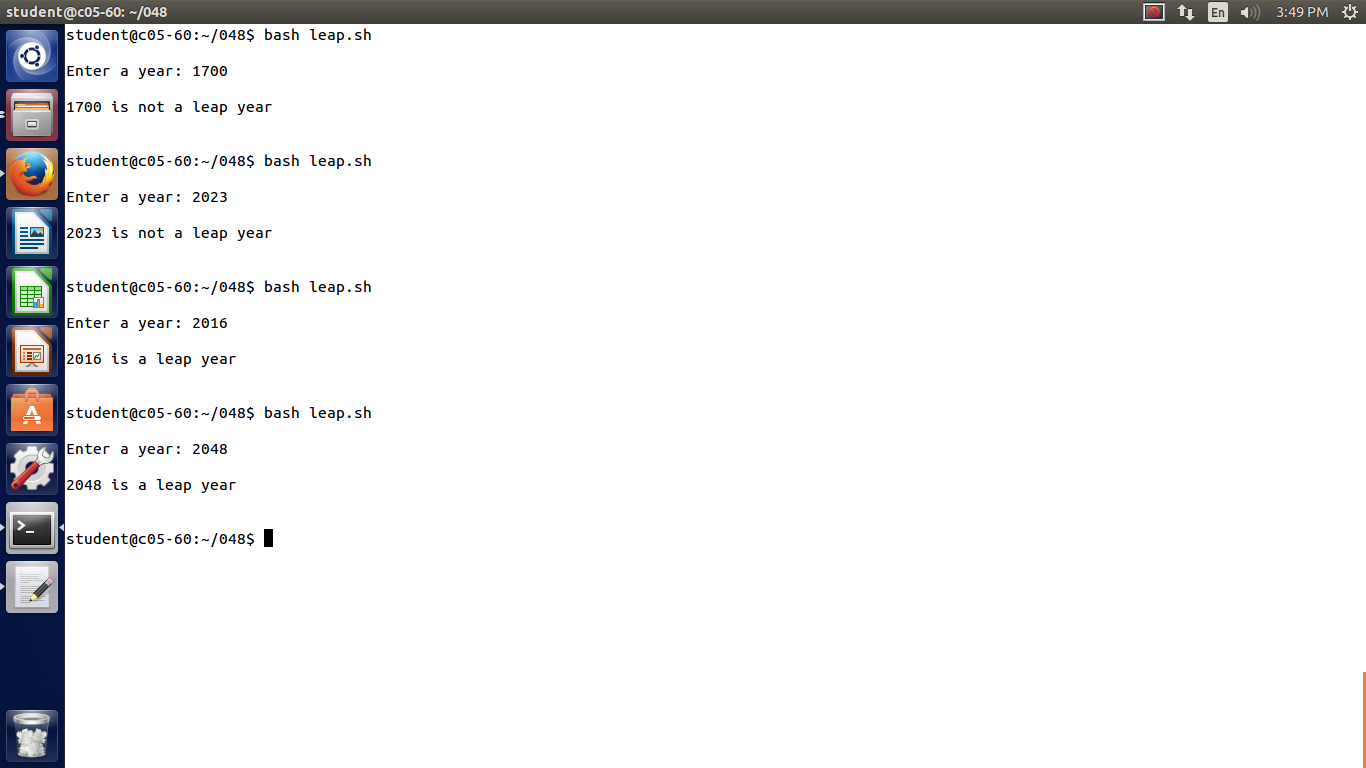 student@c05-60: ~/048
En
3:49 PM
student@c05-60:~/048$ bash leap.sh
Enter a year: 1700
1700 is not a leap year
student@c05-60:~/048$ bash leap.sh
Enter a year: 2023
2023 is not a leap year
student@c05-60:~/048$ bash leap.sh
Enter a year: 2016
2016 is a leap year
student@c05-60:~/048$ bash leap.sh
Enter a year: 2048
2048 is a leap year
student@c05-60:~/048$